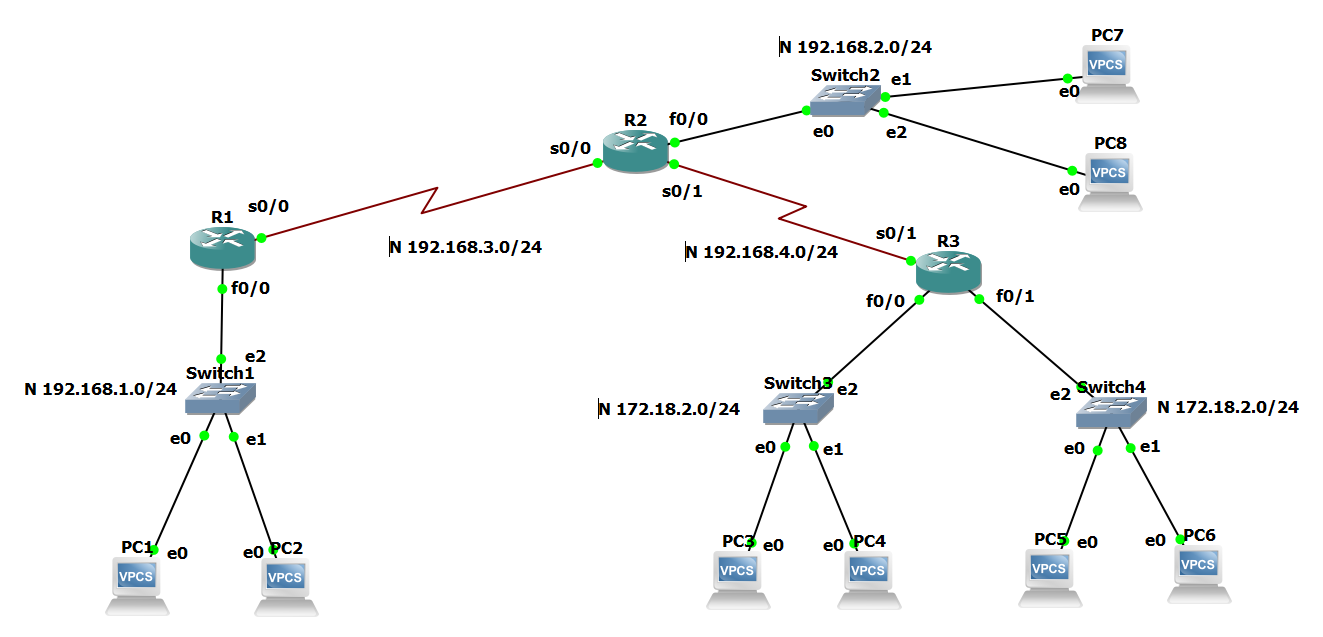 PC7
N 192.168.2.0/24
VPCS
Switch2
e1
e0
R2
f0/0
e0
e2
PC8
s0/0
VPCS
e0
s0/1
R1
s0/0
s0/1
R3
N 192.168.3.0/24
N 192.168.4.0/24
f0/0
f0/0
f0/1
e2
Switch1
N 192.168.1.0/24
Switch3
e2
e2
Switch4
N 172.18.2.0/24
N 172.18.2.0/24
e0
e1
e0
e1
e0
e1
PC1
e0
e0
PC2
PC3
e0
e0
PC4
PC5
e0
e0
PC6
VPCS
VPCS
VPCS
VPCS
VPCS
VPCS